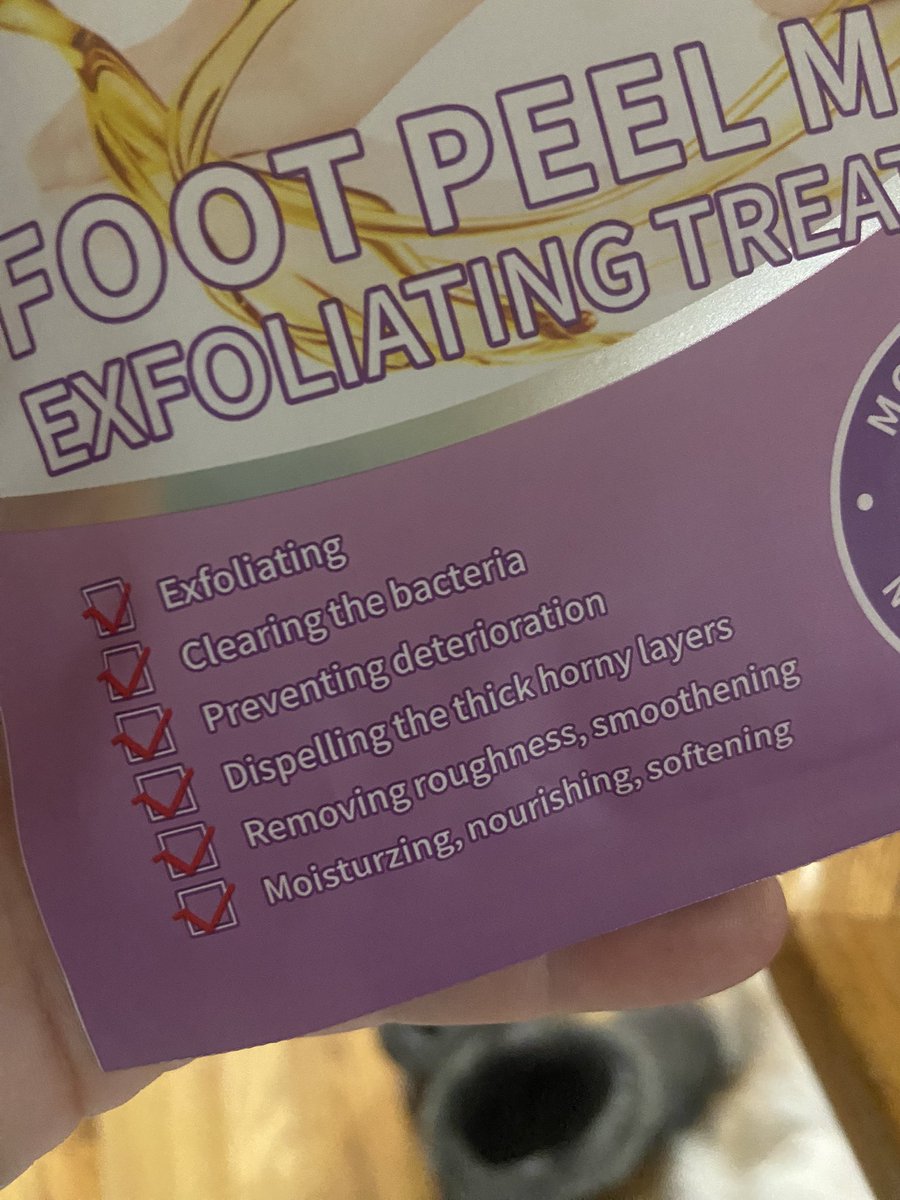 FOOT PEEL M
EXFOLIATING TREAT
MO
Exfoliating
Clearing the bacteria
Preventing deterioration
Dispelling the thick horny layers
Removing roughness, smoothening
Moisturzing, nourishing, softening